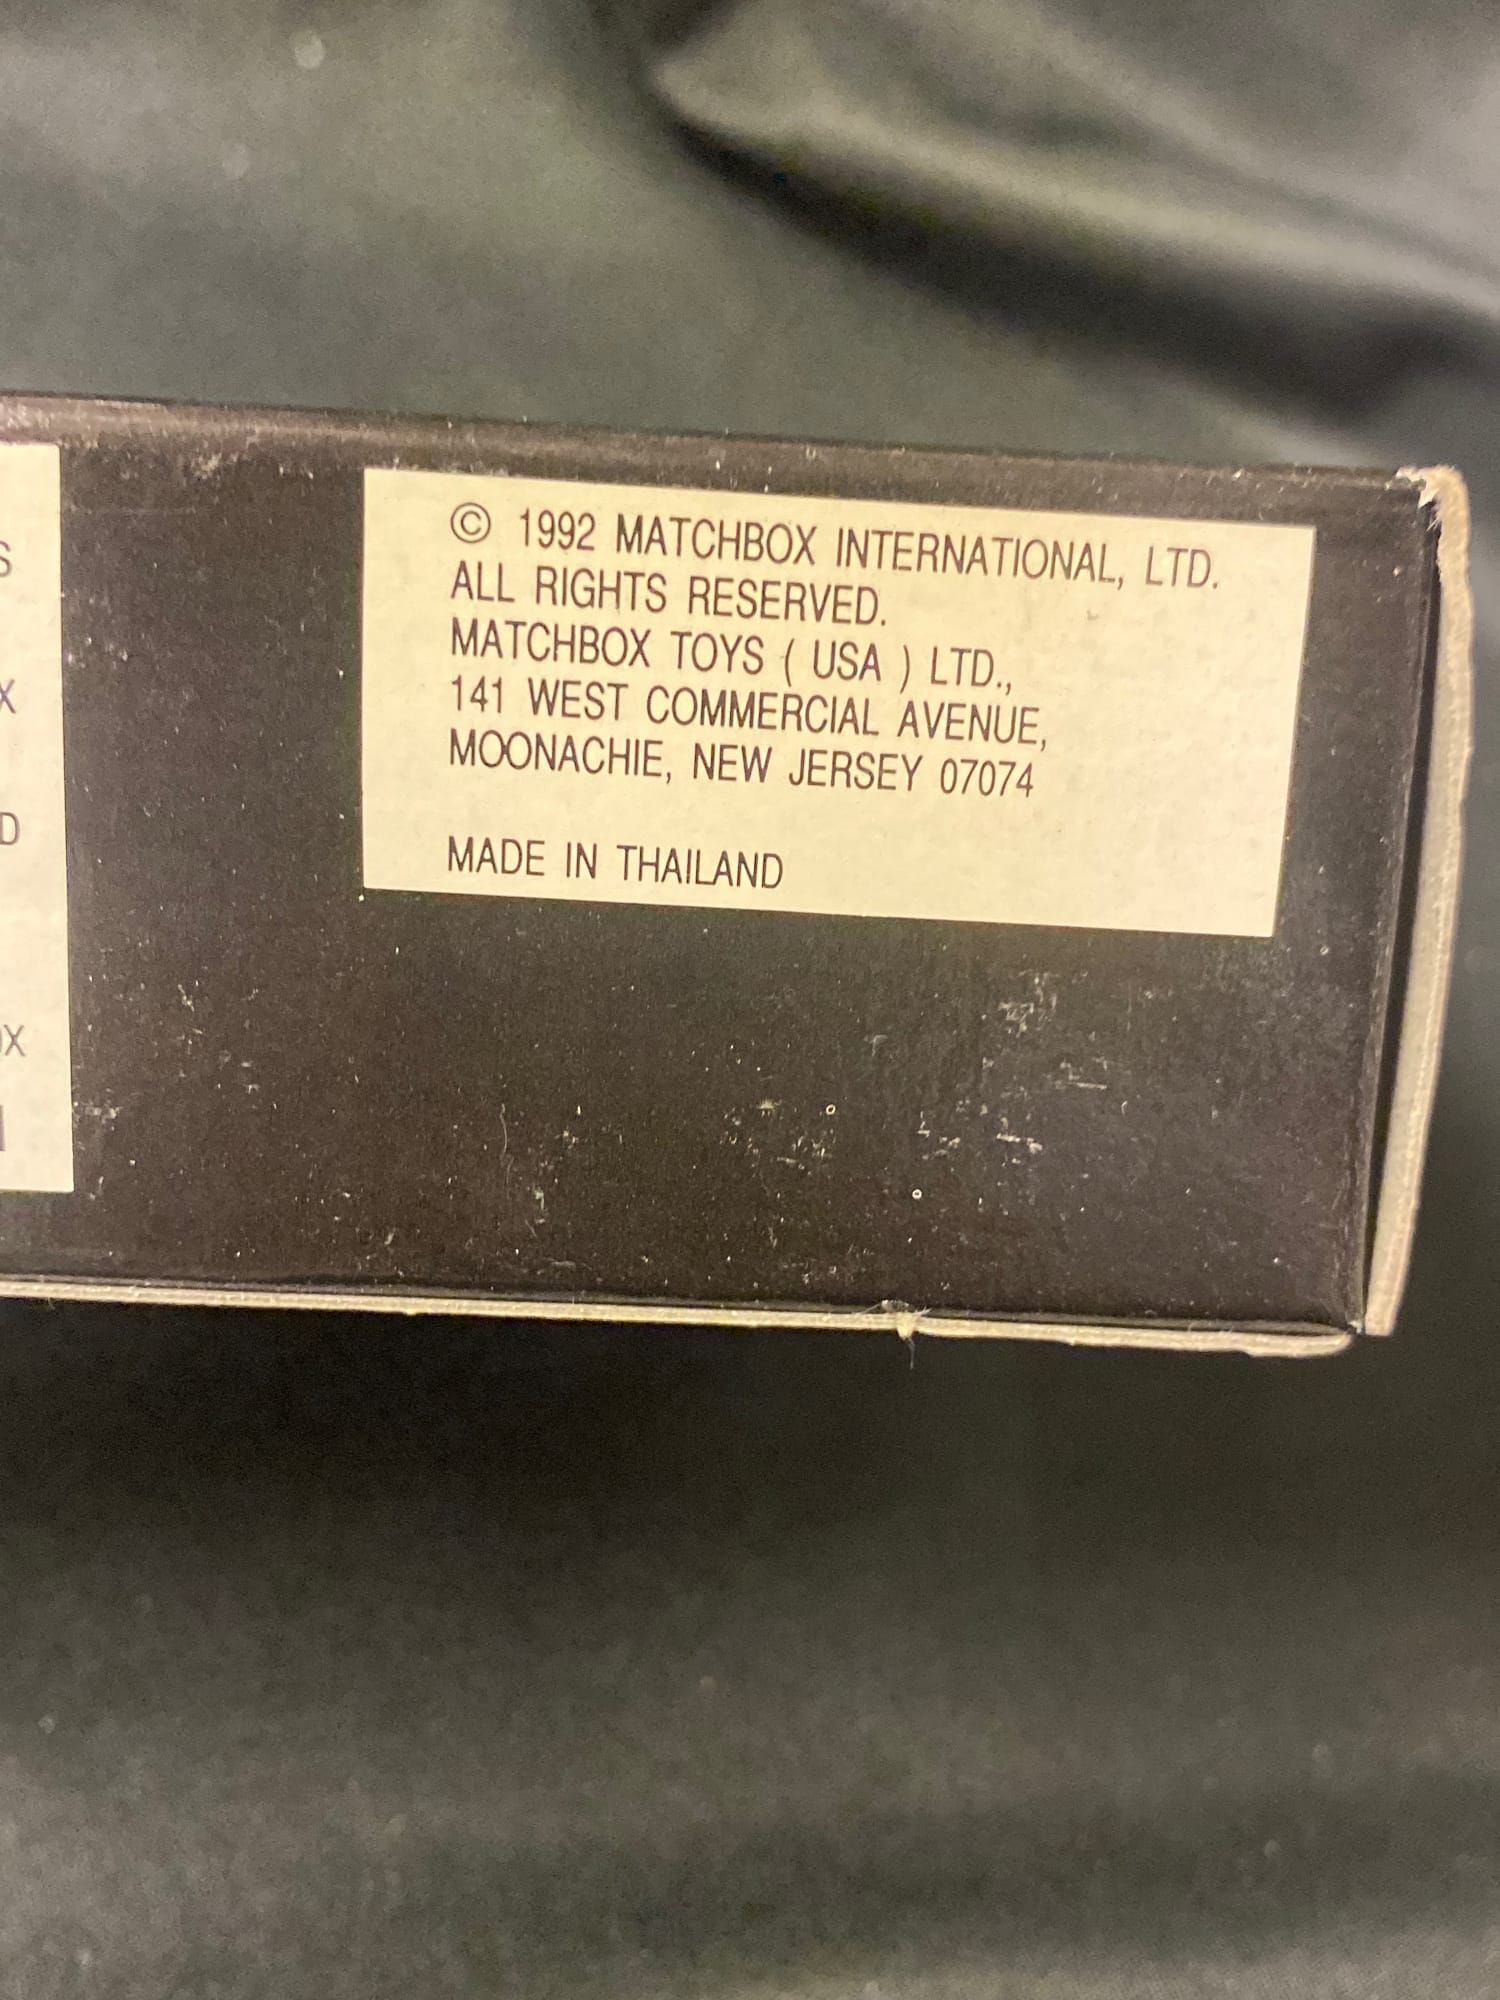 © 1992 MATCHBOX INTERNATIONAL, LTD.
ALL RIGHTS RESERVED.
MATCHBOX TOYS ( USA ) LTD.,
141 WEST COMMERCIAL AVENUE,
MOONACHIE, NEW JERSEY 07074
MADE IN THAILAND